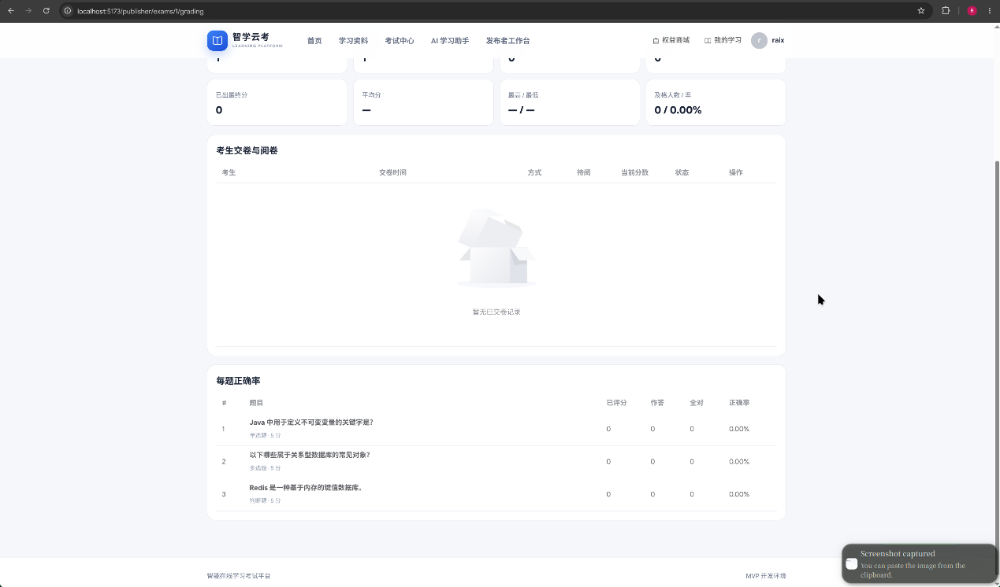 localhost:5173/publisher/exams/1/grading
R
智学云考
LEARNING PLATFORM
首页 学习资料 考试中心 AI 学习助手 发布者工作台
权益商城 我的学习 r raix
已出最终分 平均分 最高 / 最低 及格人数 / 率
0 — — / — 0 / 0.00%
考生交卷与阅卷
考生 交卷时间 方式 待阅 当前分数 状态 操作
暂无已交卷记录
每题正确率
# 题目 已评分 作答 全对 正确率
Java 中用于定义不可变变量的关键字是?
1 0 0 0 0.00%
单选题 · 5 分
以下哪些属于关系型数据库的常见对象?
2 0 0 0 0.00%
多选题 · 5 分
Redis 是一种基于内存的键值数据库。
3 0 0 0 0.00%
判断题 · 5 分
智能在线学习考试平台 MVP 开发环境
Screenshot captured
You can paste the image from the
clipboard.